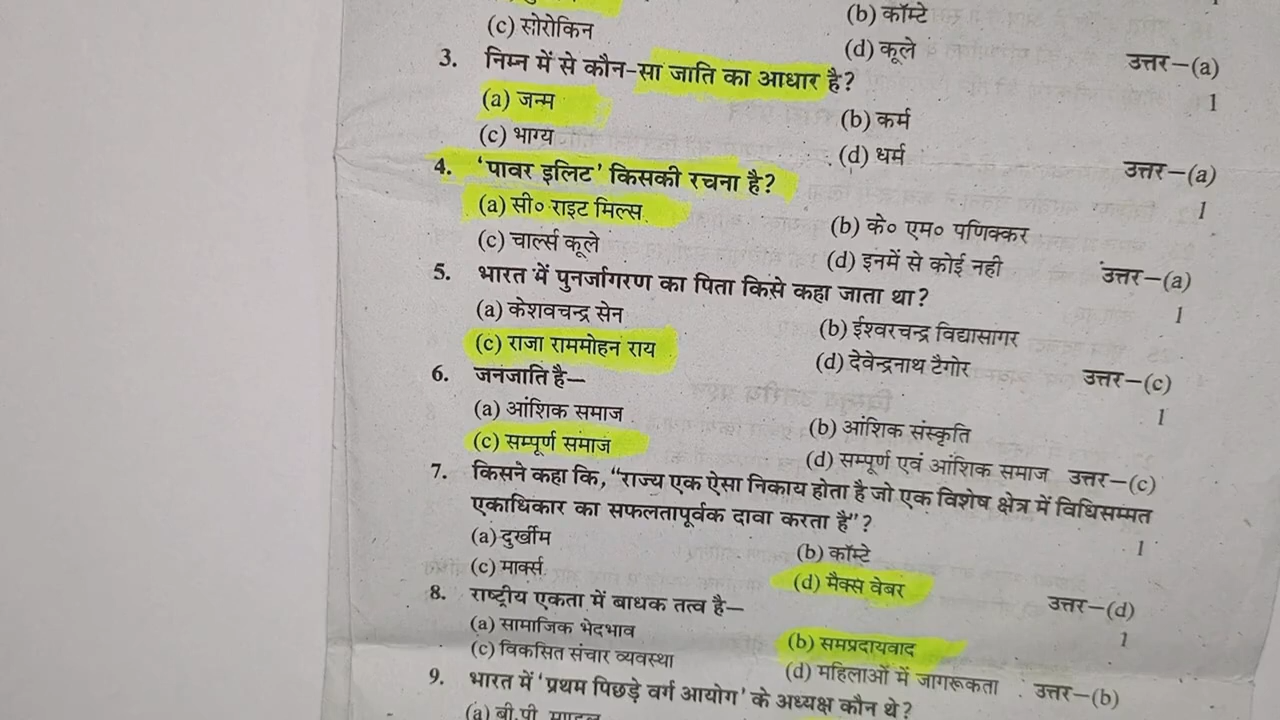 (b) कॉम्टे
(c) सोरोकिन
(d) कूले उत्तर–(a)
3. निम्न में से कौन-सा जाति का आधार है? 1
(a) जन्म (b) कर्म
(c) भाग्य (d) धर्म उत्तर–(a)
4. 'पावर इलिट' किसकी रचना है? 1
(a) सी० राइट मिल्स (b) के० एम० पणिक्कर
(c) चार्ल्स कूले (d) इनमें से कोई नही उत्तर–(a)
5. भारत में पुनर्जागरण का पिता किसे कहा जाता था? 1
(a) केशवचन्द्र सेन (b) ईश्वरचन्द्र विद्यासागर
(c) राजा राममोहन राय (d) देवेन्द्रनाथ टैगोर उत्तर–(c)
6. जनजाति है— 1
(a) आंशिक समाज (b) आंशिक संस्कृति
(c) सम्पूर्ण समाज (d) सम्पूर्ण एवं आंशिक समाज उत्तर–(c)
7. किसने कहा कि, "राज्य एक ऐसा निकाय होता है जो एक विशेष क्षेत्र में विधिसम्मत
एकाधिकार का सफलतापूर्वक दावा करता है"? 1
(a) दुर्खीम (b) कॉम्टे
(c) मार्क्स (d) मैक्स वेबर उत्तर–(d)
8. राष्ट्रीय एकता में बाधक तत्व है— 1
(a) सामाजिक भेदभाव (b) समप्रदायवाद
(c) विकसित संचार व्यवस्था (d) महिलाओं में जागरूकता उत्तर–(b)
9. भारत में 'प्रथम पिछड़े वर्ग आयोग' के अध्यक्ष कौन थे?
(a) बी.पी.